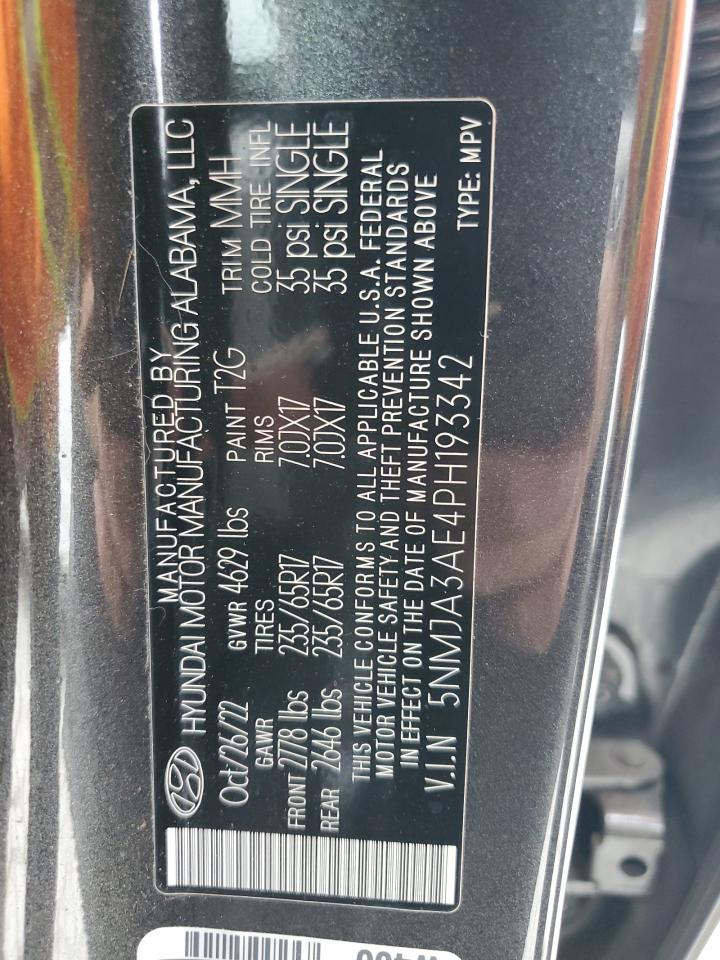 MANUFACTURED BY
HYUNDAI MOTOR MANUFACTURING ALABAMA, LLC
Oct/26/22 GVWR 4629 lbs PAINT T2G TRIM MMH
GAWR TIRES RIMS COLD TIRE INFL
FRONT 2778 lbs 235/65R17 7.0JX17 35 psi SINGLE
REAR 2646 lbs 235/65R17 7.0JX17 35 psi SINGLE
THIS VEHICLE CONFORMS TO ALL APPLICABLE U.S.A. FEDERAL
MOTOR VEHICLE SAFETY AND THEFT PREVENTION STANDARDS
IN EFFECT ON THE DATE OF MANUFACTURE SHOWN ABOVE
V.I.N 5NMJA3AE4PH193342
TYPE: MPV